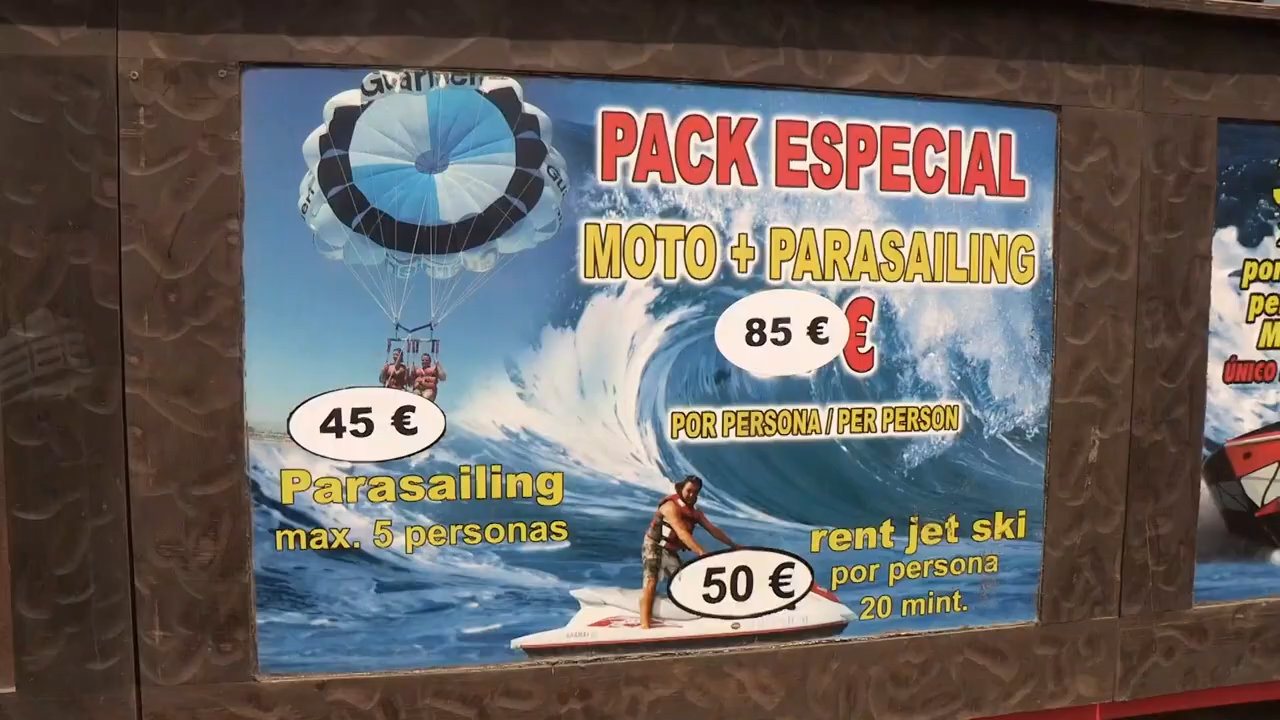 PACK ESPECIAL
MOTO + PARASAILING
85 € €
POR PERSONA / PER PERSON
45 €
Parasailing
max. 5 personas
50 €
rent jet ski
por persona
20 mint.
ÚNICO